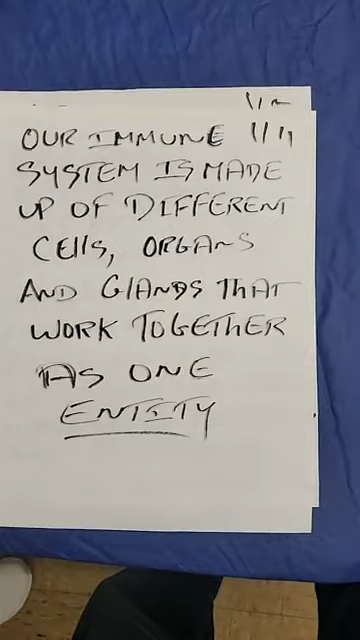 OUR IMMUNE
SYSTEM IS MADE
UP OF DIFFERENT
CELLS, ORGANS
AND GLANDS THAT
WORK TOGETHER
AS ONE
ENTITY